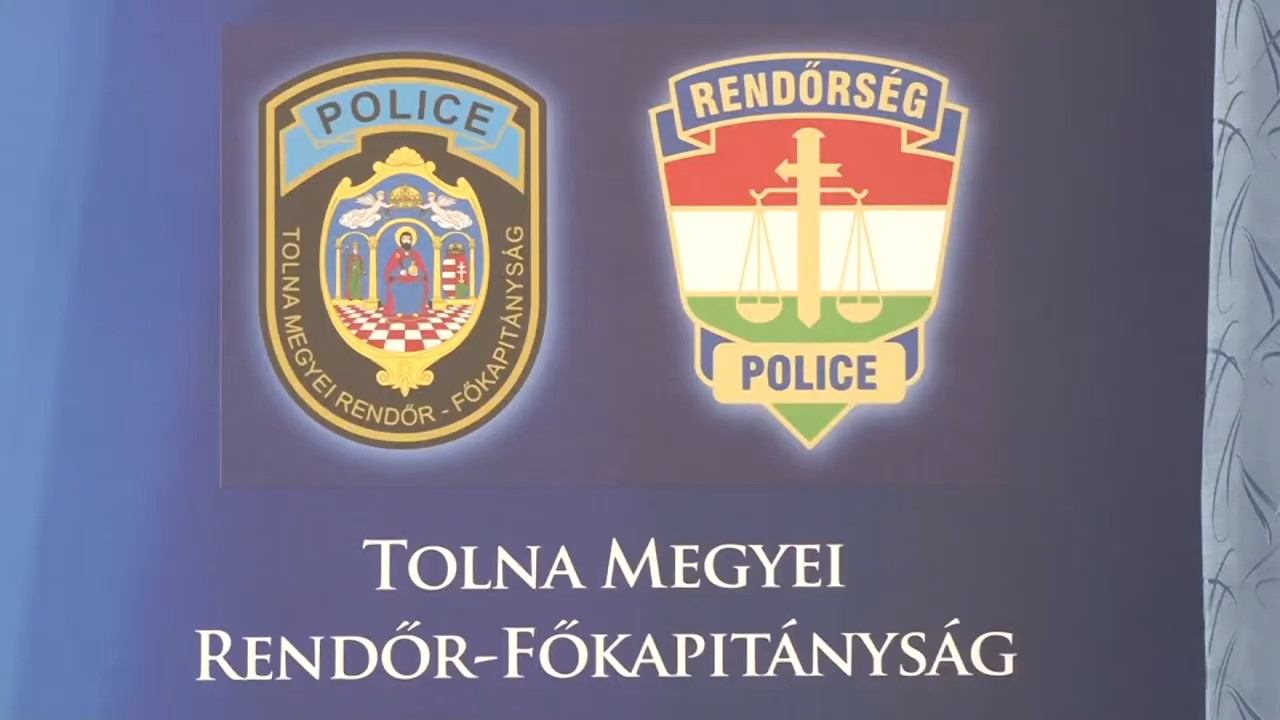 POLICE
TOLNA MEGYEI RENDŐR - FŐKAPITÁNYSÁG
RENDŐRSÉG
POLICE
TOLNA MEGYEI
RENDŐR-FŐKAPITÁNYSÁG